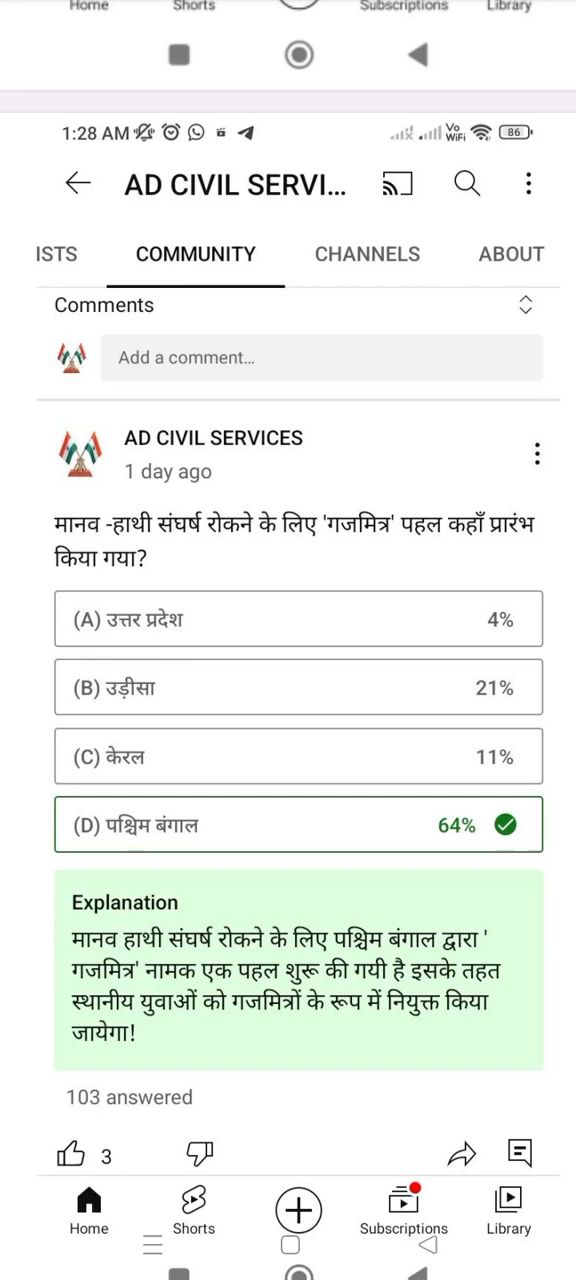 Home Shorts Subscriptions Library
1:28 AM Vo WiFi 86
AD CIVIL SERVI...
ISTS COMMUNITY CHANNELS ABOUT
Comments
Add a comment...
AD CIVIL SERVICES
1 day ago
मानव -हाथी संघर्ष रोकने के लिए 'गजमित्र' पहल कहाँ प्रारंभ
किया गया?
(A) उत्तर प्रदेश 4%
(B) उड़ीसा 21%
(C) केरल 11%
(D) पश्चिम बंगाल 64%
Explanation
मानव हाथी संघर्ष रोकने के लिए पश्चिम बंगाल द्वारा '
गजमित्र' नामक एक पहल शुरू की गयी है इसके तहत
स्थानीय युवाओं को गजमित्रों के रूप में नियुक्त किया
जायेगा!
103 answered
3
Home Shorts Subscriptions Library